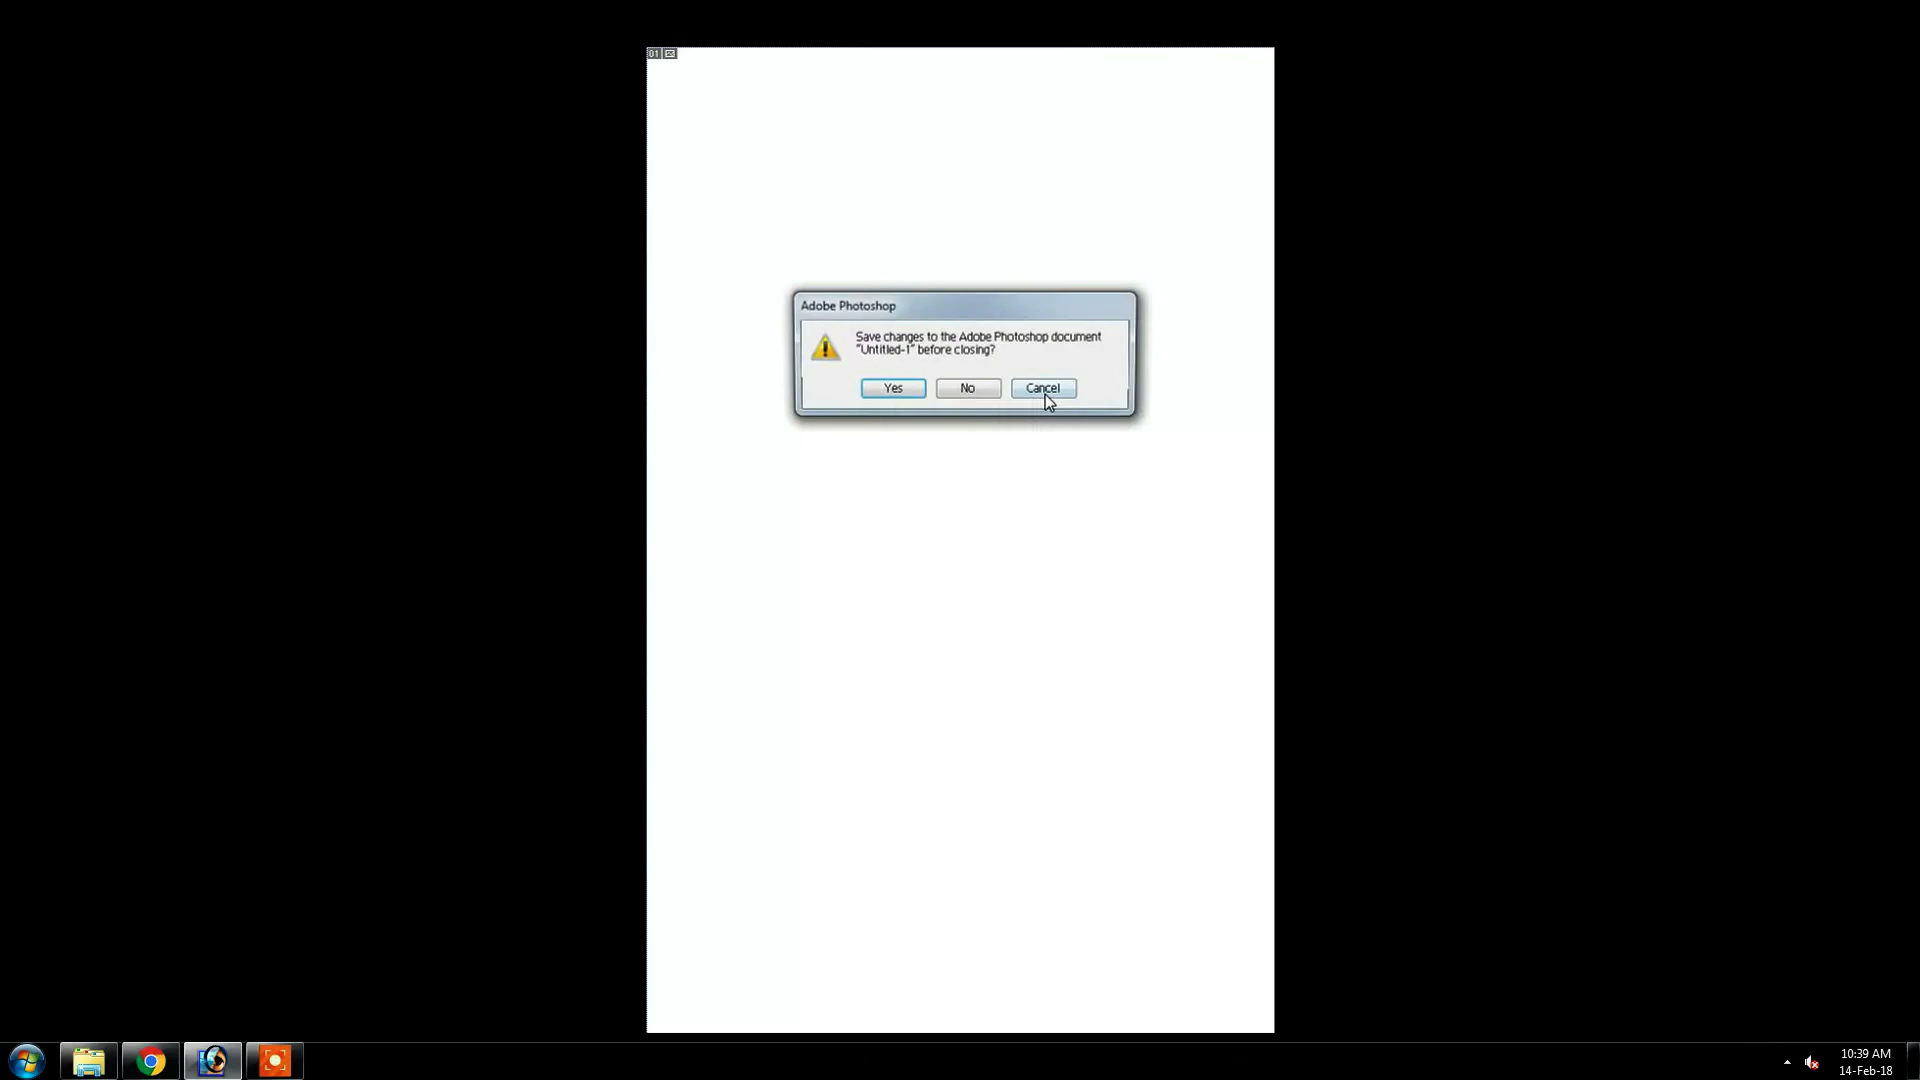 01
Adobe Photoshop
Save changes to the Adobe Photoshop document
"Untitled-1" before closing?
Yes No Cancel
10:39 AM
14-Feb-18